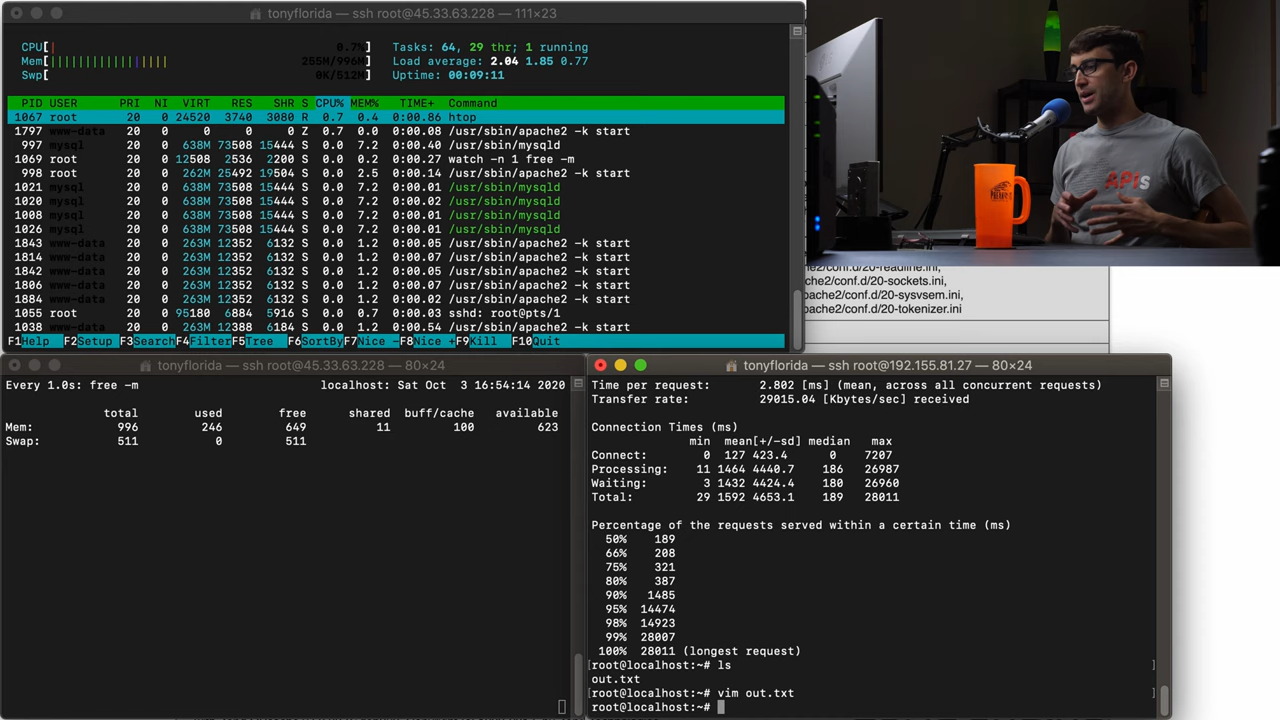 tonyflorida — ssh root@45.33.63.228 — 111×23
CPU[| 0.7%] Tasks: 64, 29 thr; 1 running
Mem[||||||||||||||||| 255M/996M] Load average: 2.04 1.85 0.77
Swp[ 0K/512M] Uptime: 00:09:11
PID USER PRI NI VIRT RES SHR S CPU% MEM% TIME+ Command
1067 root 20 0 24520 3740 3080 R 0.7 0.4 0:00.86 htop
1797 www-data 20 0 0 0 0 Z 0.7 0.0 0:00.08 /usr/sbin/apache2 -k start
997 mysql 20 0 638M 73508 15444 S 0.0 7.2 0:00.40 /usr/sbin/mysqld
1069 root 20 0 12508 2536 2200 S 0.0 0.2 0:00.27 watch -n 1 free -m
998 root 20 0 262M 25492 19504 S 0.0 2.5 0:00.14 /usr/sbin/apache2 -k start
1021 mysql 20 0 638M 73508 15444 S 0.0 7.2 0:00.01 /usr/sbin/mysqld
1020 mysql 20 0 638M 73508 15444 S 0.0 7.2 0:00.02 /usr/sbin/mysqld
1008 mysql 20 0 638M 73508 15444 S 0.0 7.2 0:00.01 /usr/sbin/mysqld
1026 mysql 20 0 638M 73508 15444 S 0.0 7.2 0:00.01 /usr/sbin/mysqld
1843 www-data 20 0 263M 12352 6132 S 0.0 1.2 0:00.05 /usr/sbin/apache2 -k start
1814 www-data 20 0 263M 12352 6132 S 0.0 1.2 0:00.07 /usr/sbin/apache2 -k start
1842 www-data 20 0 263M 12352 6132 S 0.0 1.2 0:00.05 /usr/sbin/apache2 -k start
1806 www-data 20 0 263M 12352 6132 S 0.0 1.2 0:00.07 /usr/sbin/apache2 -k start
1884 www-data 20 0 263M 12352 6132 S 0.0 1.2 0:00.02 /usr/sbin/apache2 -k start
1055 root 20 0 95180 6884 5916 S 0.0 0.7 0:00.03 sshd: root@pts/1
1038 www-data 20 0 263M 12388 6184 S 0.0 1.2 0:00.54 /usr/sbin/apache2 -k start
F1Help F2Setup F3Search F4Filter F5Tree F6SortBy F7Nice -F8Nice +F9Kill F10Quit
APIs
che2/conf.d/20-readline.ini,
ache2/conf.d/20-sockets.ini,
pache2/conf.d/20-sysvsem.ini,
pache2/conf.d/20-tokenizer.ini
tonyflorida — ssh root@45.33.63.228 — 80×24
Every 1.0s: free -m localhost: Sat Oct 3 16:54:14 2020
total used free shared buff/cache available
Mem: 996 246 649 11 100 623
Swap: 511 0 511
tonyflorida — ssh root@192.155.81.27 — 80×24
Time per request: 2.802 [ms] (mean, across all concurrent requests)
Transfer rate: 29015.04 [Kbytes/sec] received
Connection Times (ms)
min mean[+/-sd] median max
Connect: 0 127 423.4 0 7207
Processing: 11 1464 4440.7 186 26987
Waiting: 3 1432 4424.4 180 26960
Total: 29 1592 4653.1 189 28011
Percentage of the requests served within a certain time (ms)
50% 189
66% 208
75% 321
80% 387
90% 1485
95% 14474
98% 14923
99% 28007
100% 28011 (longest request)
[root@localhost:~# ls ]
out.txt
[root@localhost:~# vim out.txt ]
root@localhost:~#